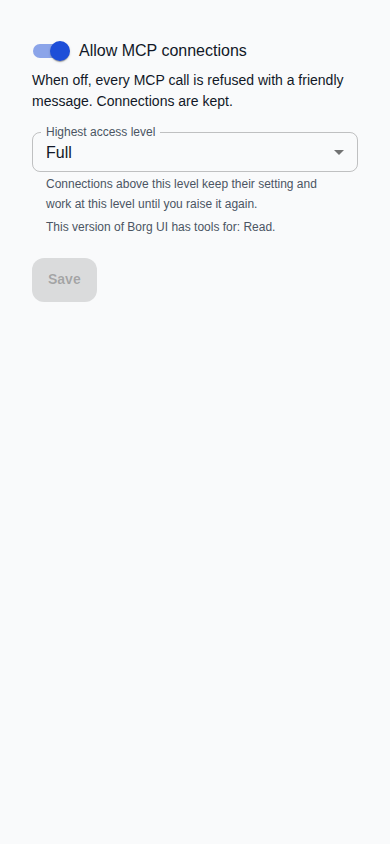 Allow MCP connections
When off, every MCP call is refused with a friendly
message. Connections are kept.
Highest access level
Full
Connections above this level keep their setting and
work at this level until you raise it again.
This version of Borg UI has tools for: Read.
Save